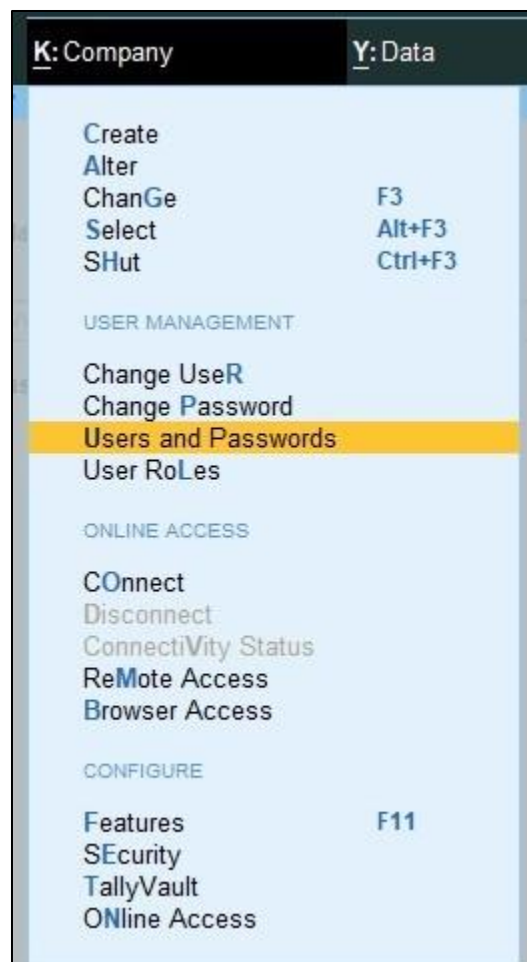 K: Company Y: Data
Create
Alter
ChanGe F3
Select Alt+F3
SHut Ctrl+F3
USER MANAGEMENT
Change UseR
Change Password
Users and Passwords
User RoLes
ONLINE ACCESS
COnnect
Disconnect
ConnectiVity Status
ReMote Access
Browser Access
CONFIGURE
Features F11
SEcurity
TallyVault
ONline Access